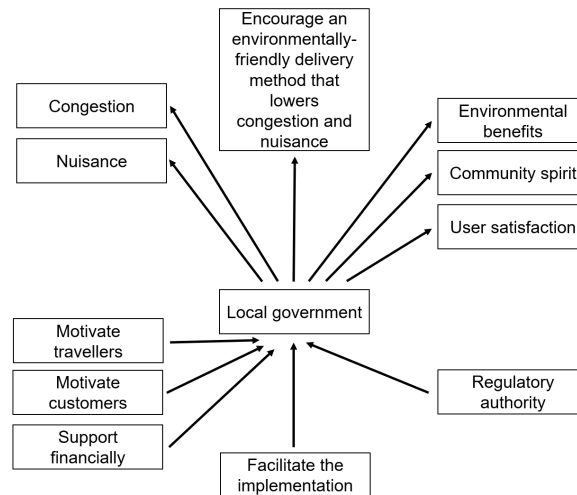 Encourage an
environmentally-
friendly delivery
method that
lowers
congestion and
nuisance
Congestion
Nuisance
Environmental
benefits
Community spirit
User satisfaction
Local government
Motivate
travellers
Motivate
customers
Support
financially
Regulatory
authority
Facilitate the
implementation